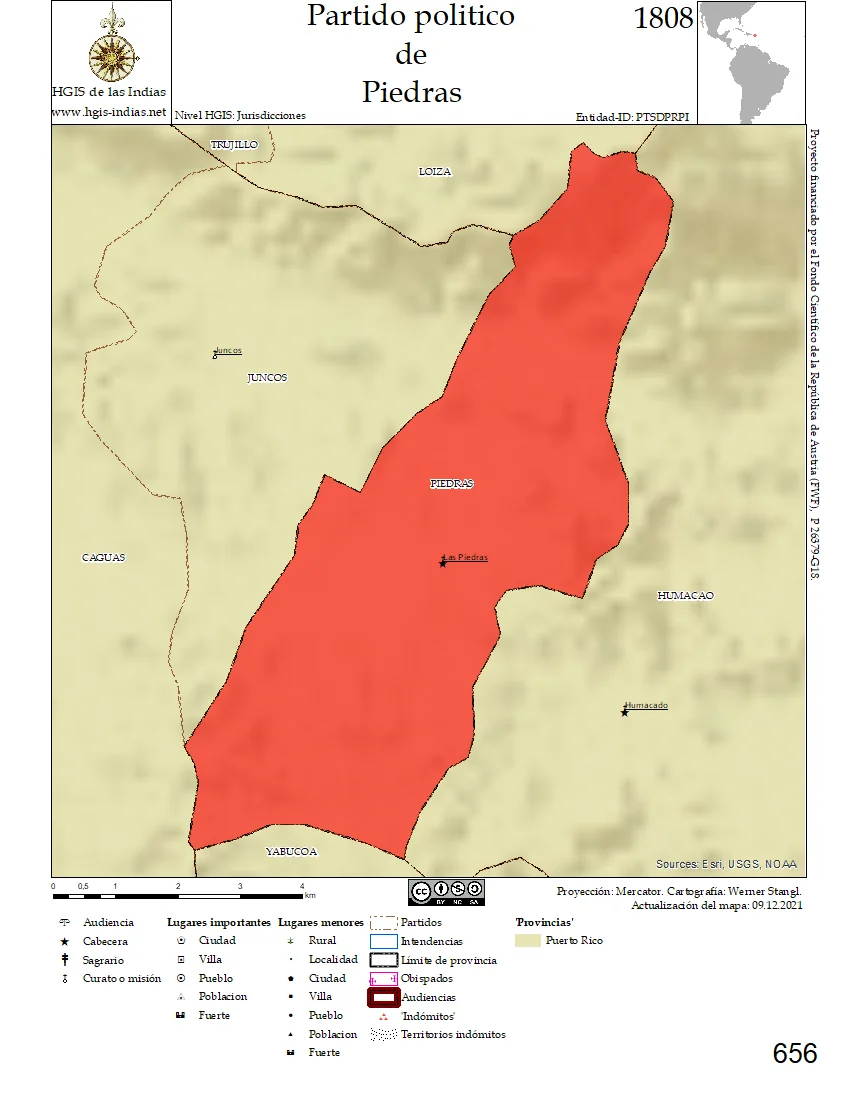 Partido politico
de
Piedras
1808
HGIS de las Indias
www.hgis-indias.net
Nivel HGIS: Jurisdicciones
Entidad-ID: PTSDPRPI
TRUJILLO
LOIZA
Juncos
JUNCOS
PIEDRAS
Las Piedras
CAGUAS
HUMACAO
Humacado
YABUCOA
Sources: Esri, USGS, NOAA
Proyecto financiado por el Fondo Científico de la República de Austria (FWF), P 26379-G18.
0 0,5 1 2 3 4
km
CC BY NC SA
Proyección: Mercator. Cartografía: Werner Stangl.
Actualización del mapa: 09.12.2021
Audiencia
Cabecera
Sagrario
Curato o misión
Lugares importantes
Ciudad
Villa
Pueblo
Poblacion
Fuerte
Lugares menores
Rural
Localidad
Ciudad
Villa
Pueblo
Poblacion
Fuerte
Partidos
Intendencias
Límite de provincia
Obispados
Audiencias
'Indómitos'
Territorios indómitos
'Provincias'
Puerto Rico
656